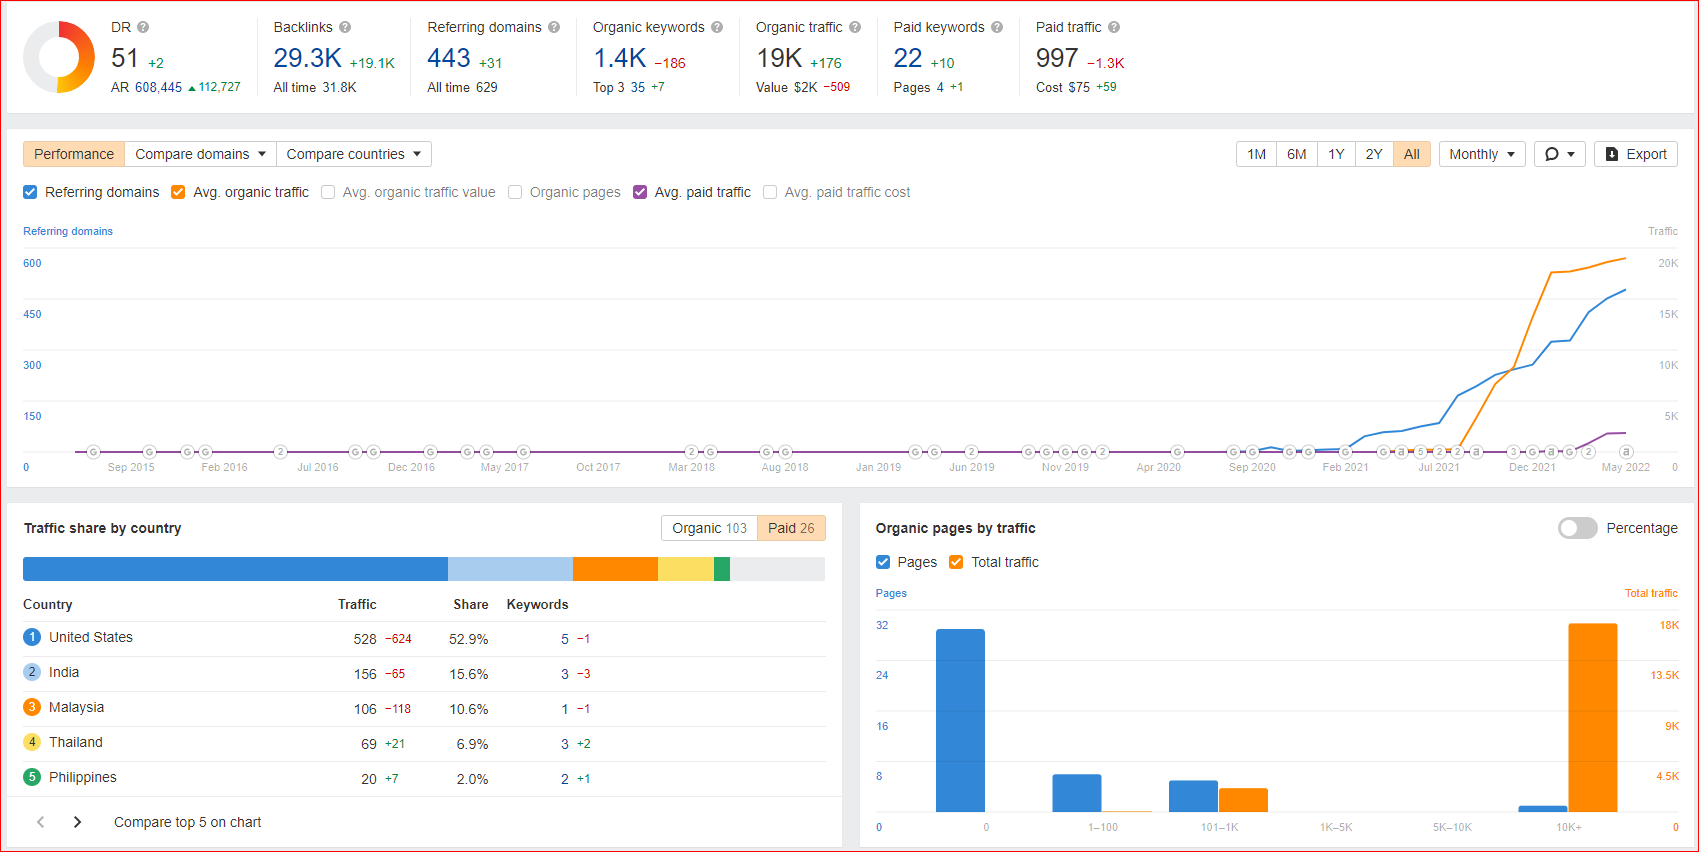 DR Backlinks Referring domains Organic keywords Organic traffic Paid keywords Paid traffic
51 +2 29.3K +19.1K 443 +31 1.4K −186 19K +176 22 +10 997 −1.3K
AR 608,445 112,727 All time 31.8K All time 629 Top 3 35 +7 Value $2K −509 Pages 4 +1 Cost $75 +59
Performance Compare domains Compare countries 1M 6M 1Y 2Y All Monthly Export
Referring domains Avg. organic traffic Avg. organic traffic value Organic pages Avg. paid traffic Avg. paid traffic cost
Referring domains Traffic
600 20K
450 15K
300 10K
150 5K
G G G G 2 G G G G G G 2 G G G G G G G G G G 2 G G G G G G G a 5 2 2 a 3 G a G 2 a
0 Sep 2015 Feb 2016 Jul 2016 Dec 2016 May 2017 Oct 2017 Mar 2018 Aug 2018 Jan 2019 Jun 2019 Nov 2019 Apr 2020 Sep 2020 Feb 2021 Jul 2021 Dec 2021 May 2022 0
Traffic share by country Organic 103 Paid 26
Country Traffic Share Keywords
1 United States 528 −624 52.9% 5 −1
2 India 156 −65 15.6% 3 −3
3 Malaysia 106 −118 10.6% 1 −1
4 Thailand 69 +21 6.9% 3 +2
5 Philippines 20 +7 2.0% 2 +1
Compare top 5 on chart
Organic pages by traffic Percentage
Pages Total traffic
Pages Total traffic
32 18K
24 13.5K
16 9K
8 4.5K
0 0 1–100 101–1K 1K–5K 5K–10K 10K+ 0